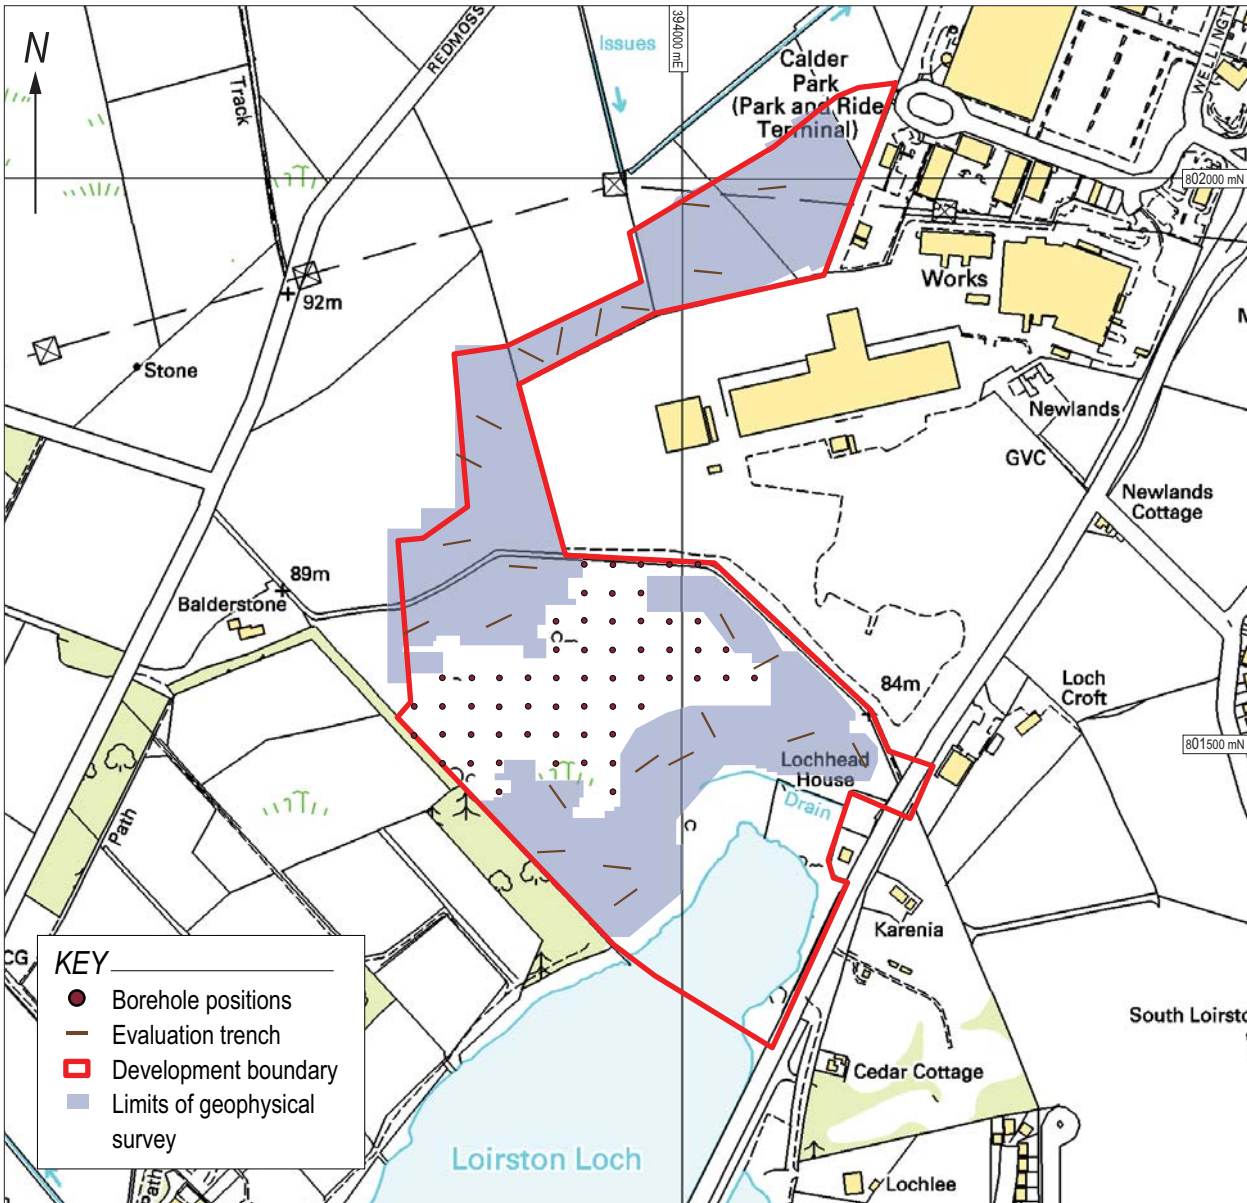 N
REDMOSS
Track
Issues
394000 mE
Calder
Park
(Park and Ride
Terminal)
802000 mN
92m
Stone
Works
Newlands
GVC
Newlands
Cottage
89m
Balderstone
84m
Loch
Croft
801500 mN
Lochhead
House
Drain
Path
Karenia
CG
South Loirsto
Cedar Cottage
Loirston Loch
Lochlee
Path
KEY
Borehole positions
Evaluation trench
Development boundary
Limits of geophysical
survey